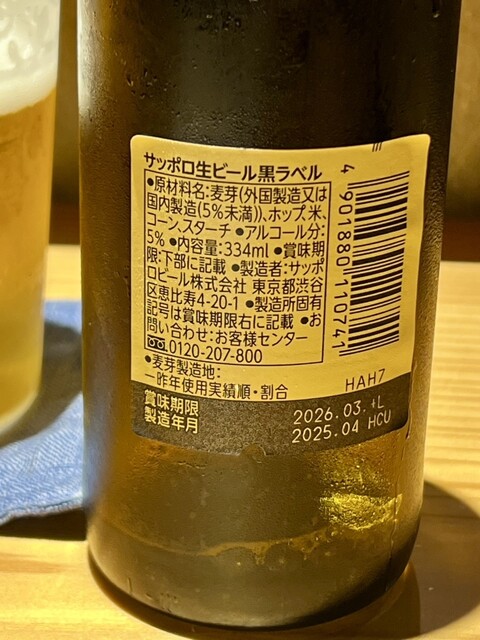 サッポロ生ビール黒ラベル
●原材料名:麦芽(外国製造又は
国内製造(5%未満))、ホップ、米、
コーン、スターチ ●アルコール分:
5% ●内容量:334ml ●賞味期
限:下部に記載 ●製造者:サッポ
ロビール株式会社 東京都渋谷
区恵比寿4-20-1 ●製造所固有
記号は賞味期限右に記載 ●お
問い合わせ:お客様センター
0120-207-800
●麦芽製造地:
一昨年使用実績順・割合
HAH7
賞味期限 2026.03. +L
製造年月 2025.04 HCU
4 901880 110741